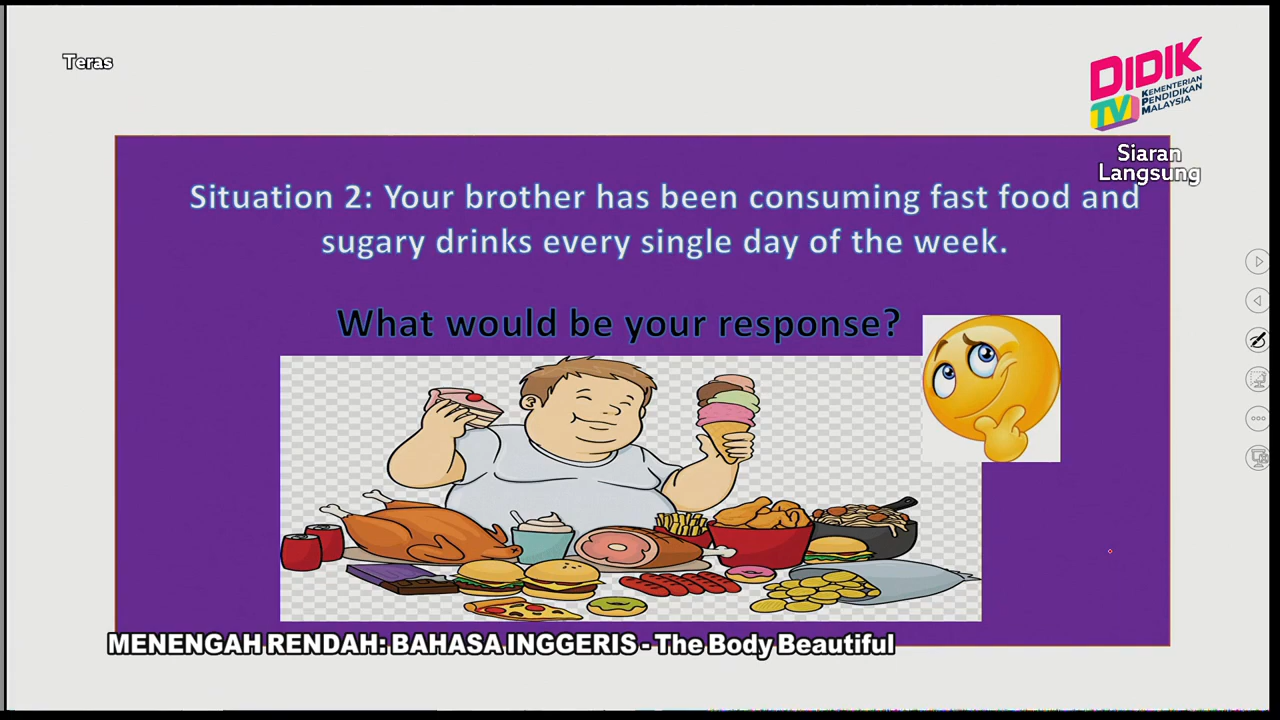 Teras
DIDIK
TV
KEMENTERIAN
PENDIDIKAN
MALAYSIA
Siaran
Langsung
Situation 2: Your brother has been consuming fast food and
sugary drinks every single day of the week.
What would be your response?
MENENGAH RENDAH: BAHASA INGGERIS - The Body Beautiful